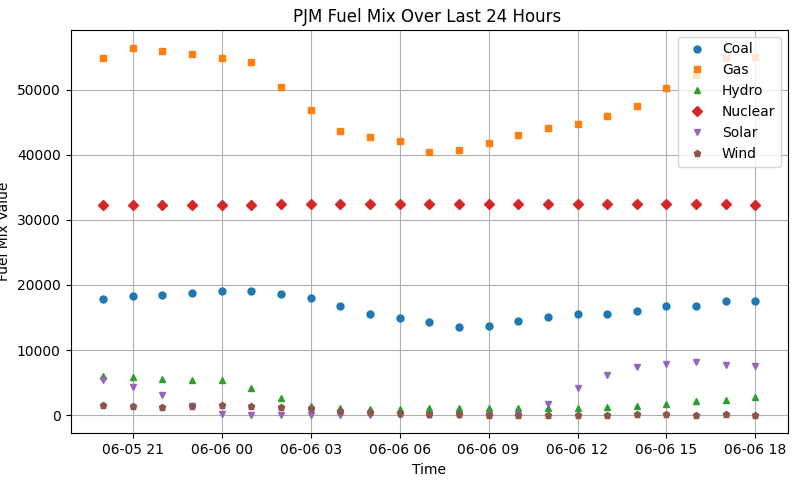 PJM Fuel Mix Over Last 24 Hours
Fuel Mix Value
50000
40000
30000
20000
10000
0
Coal
Gas
Hydro
Nuclear
Solar
Wind
06-05 21
06-06 00
06-06 03
06-06 06
06-06 09
06-06 12
06-06 15
06-06 18
Time